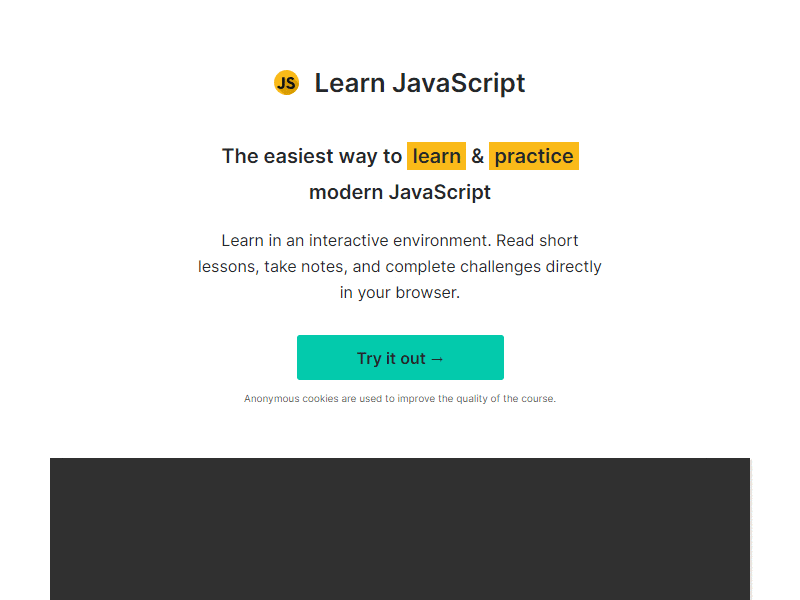 JS Learn JavaScript
The easiest way to learn & practice
modern JavaScript
Learn in an interactive environment. Read short
lessons, take notes, and complete challenges directly
in your browser.
Try it out →
Anonymous cookies are used to improve the quality of the course.